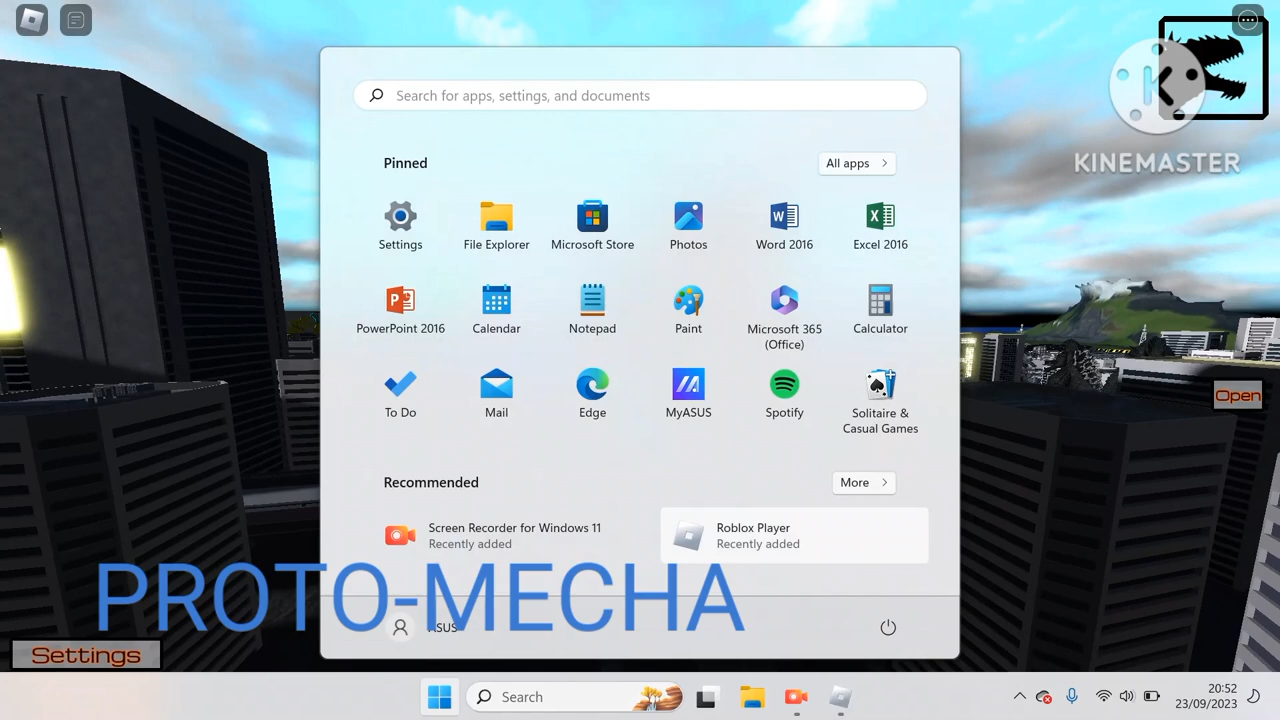 KINEMASTER
Search for apps, settings, and documents
Pinned
All apps
Settings
File Explorer
Microsoft Store
Photos
Word 2016
Excel 2016
PowerPoint 2016
Calendar
Notepad
Paint
Microsoft 365
(Office)
Calculator
To Do
Mail
Edge
MyASUS
Spotify
Solitaire &
Casual Games
Open
Recommended
More
Screen Recorder for Windows 11
Recently added
Roblox Player
Recently added
PROTO-MECHA
ASUS
Settings
Search
20:52
23/09/2023